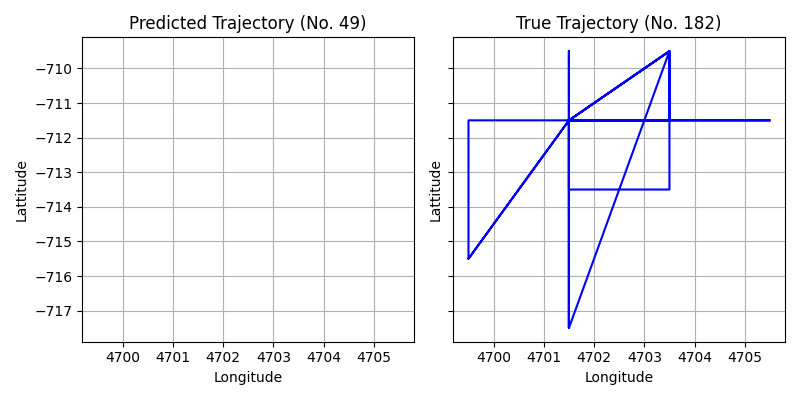 Predicted Trajectory (No. 49)
True Trajectory (No. 182)
−710
−711
−712
−713
−714
−715
−716
−717
Lattitude
Lattitude
4700 4701 4702 4703 4704 4705
4700 4701 4702 4703 4704 4705
Longitude
Longitude